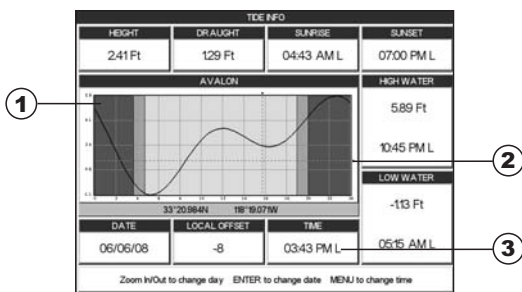 TIDE INFO
HEIGHT DRAUGHT SUNRISE SUNSET
2.41 Ft 1.29 Ft 04:43 AM L 07:00 PM L
AVALON HIGH WATER
1
5.89 Ft
10:45 PM L
2
LOW WATER
33°20.984N 118°19.071W
-1.13 Ft
DATE LOCAL OFFSET TIME
06/06/08 -8 03:43 PM L 05:15 AM L
3
Zoom In/Out to change day ENTER to change date MENU to change time